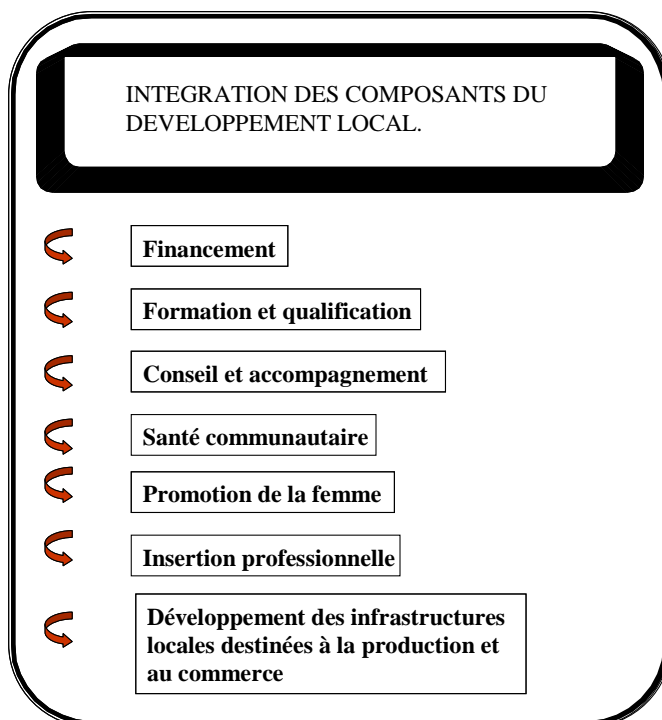 INTEGRATION DES COMPOSANTS DU
DEVELOPPEMENT LOCAL.
Financement
Formation et qualification
Conseil et accompagnement
Santé communautaire
Promotion de la femme
Insertion professionnelle
Développement des infrastructures
locales destinées à la production et
au commerce